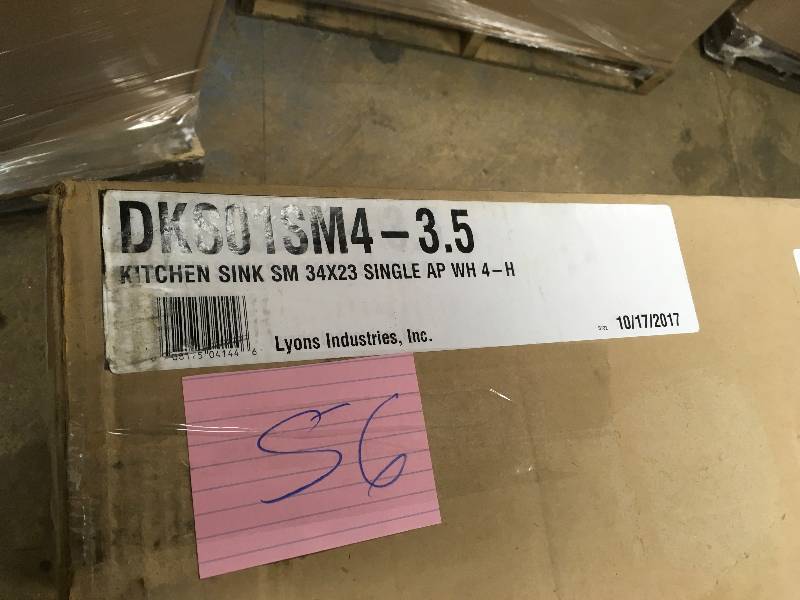 DKS01SM4-3.5
KITCHEN SINK SM 34X23 SINGLE AP WH 4-H
Lyons Industries, Inc.
10/17/2017
S6